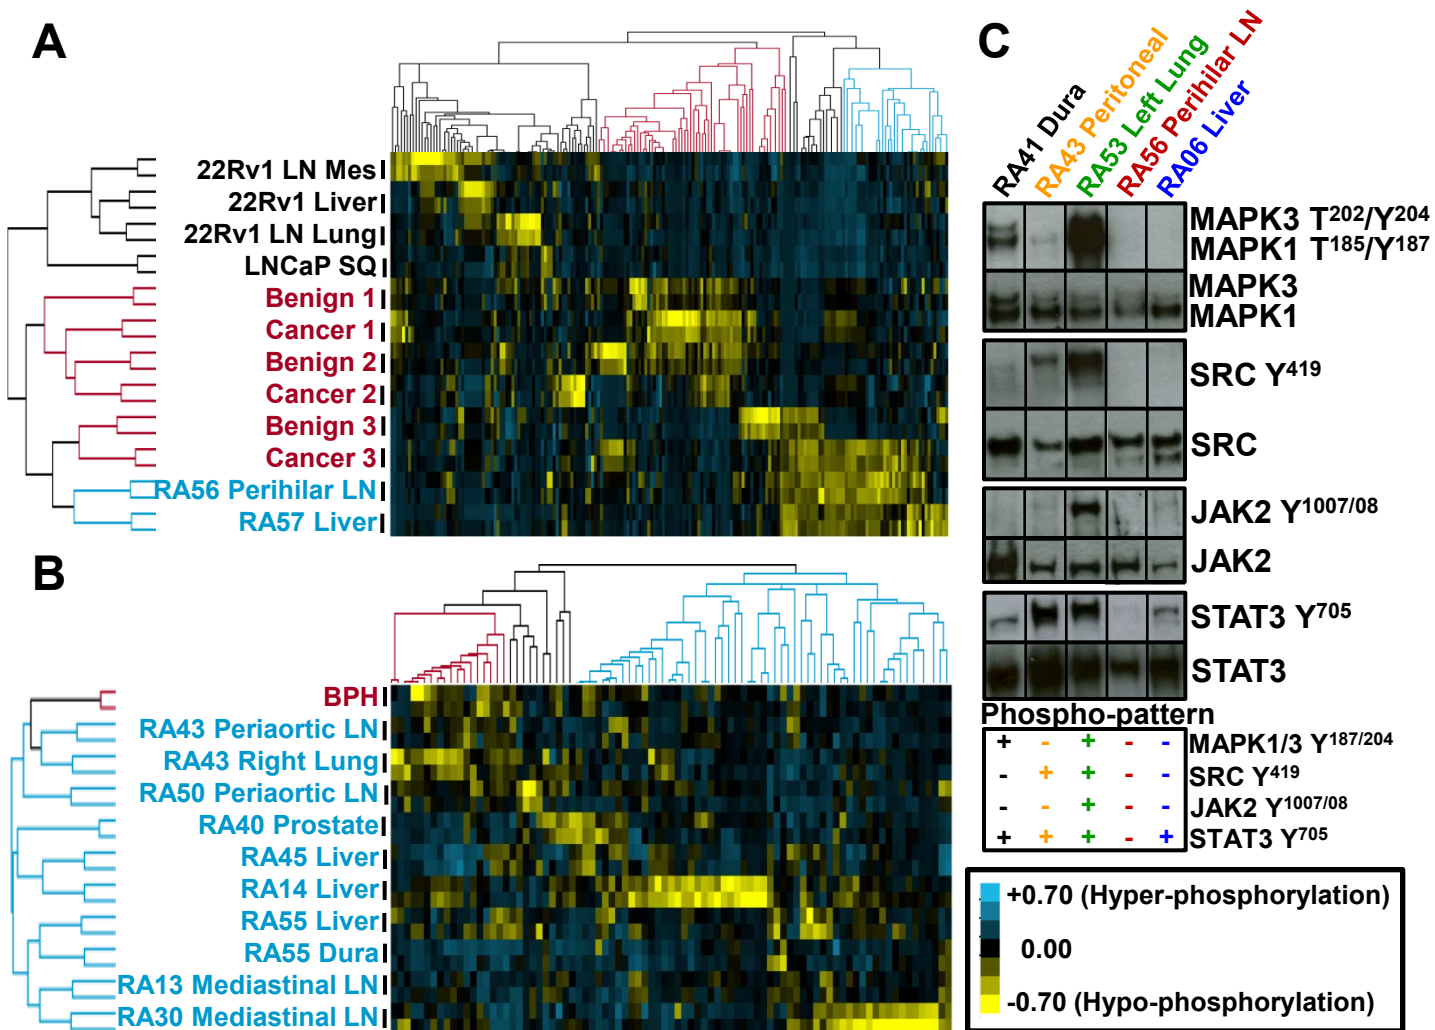 A
22Rv1 LN Mes
22Rv1 Liver
22Rv1 LN Lung
LNCaP SQ
Benign 1
Cancer 1
Benign 2
Cancer 2
Benign 3
Cancer 3
RA56 Perihilar LN
RA57 Liver
B
BPH
RA43 Periaortic LN
RA43 Right Lung
RA50 Periaortic LN
RA40 Prostate
RA45 Liver
RA14 Liver
RA55 Liver
RA55 Dura
RA13 Mediastinal LN
RA30 Mediastinal LN
C
RA41 Dura
RA43 Peritoneal
RA53 Left Lung
RA56 Perihilar LN
RA06 Liver
MAPK3 T202/Y204
MAPK1 T185/Y187
MAPK3
MAPK1
SRC Y419
SRC
JAK2 Y1007/08
JAK2
STAT3 Y705
STAT3
Phospho-pattern
+ - + - - MAPK1/3 Y187/204
- + + - - SRC Y419
- - + - - JAK2 Y1007/08
+ + + - + STAT3 Y705
+0.70 (Hyper-phosphorylation)
0.00
-0.70 (Hypo-phosphorylation)